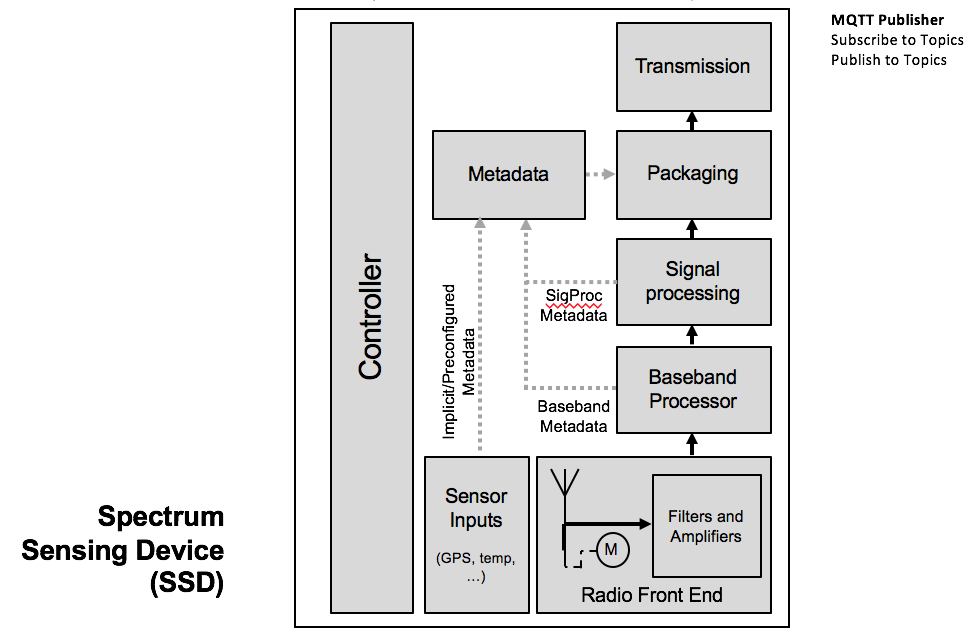 MQTT Publisher
Subscribe to Topics
Publish to Topics
Transmission
Metadata
Packaging
Controller
Signal
processing
SigProc
Metadata
Implicit/Preconfigured
Metadata
Baseband
Processor
Baseband
Metadata
Spectrum
Sensing Device
(SSD)
Sensor
Inputs
(GPS, temp,
...)
Filters and
Amplifiers
M
Radio Front End